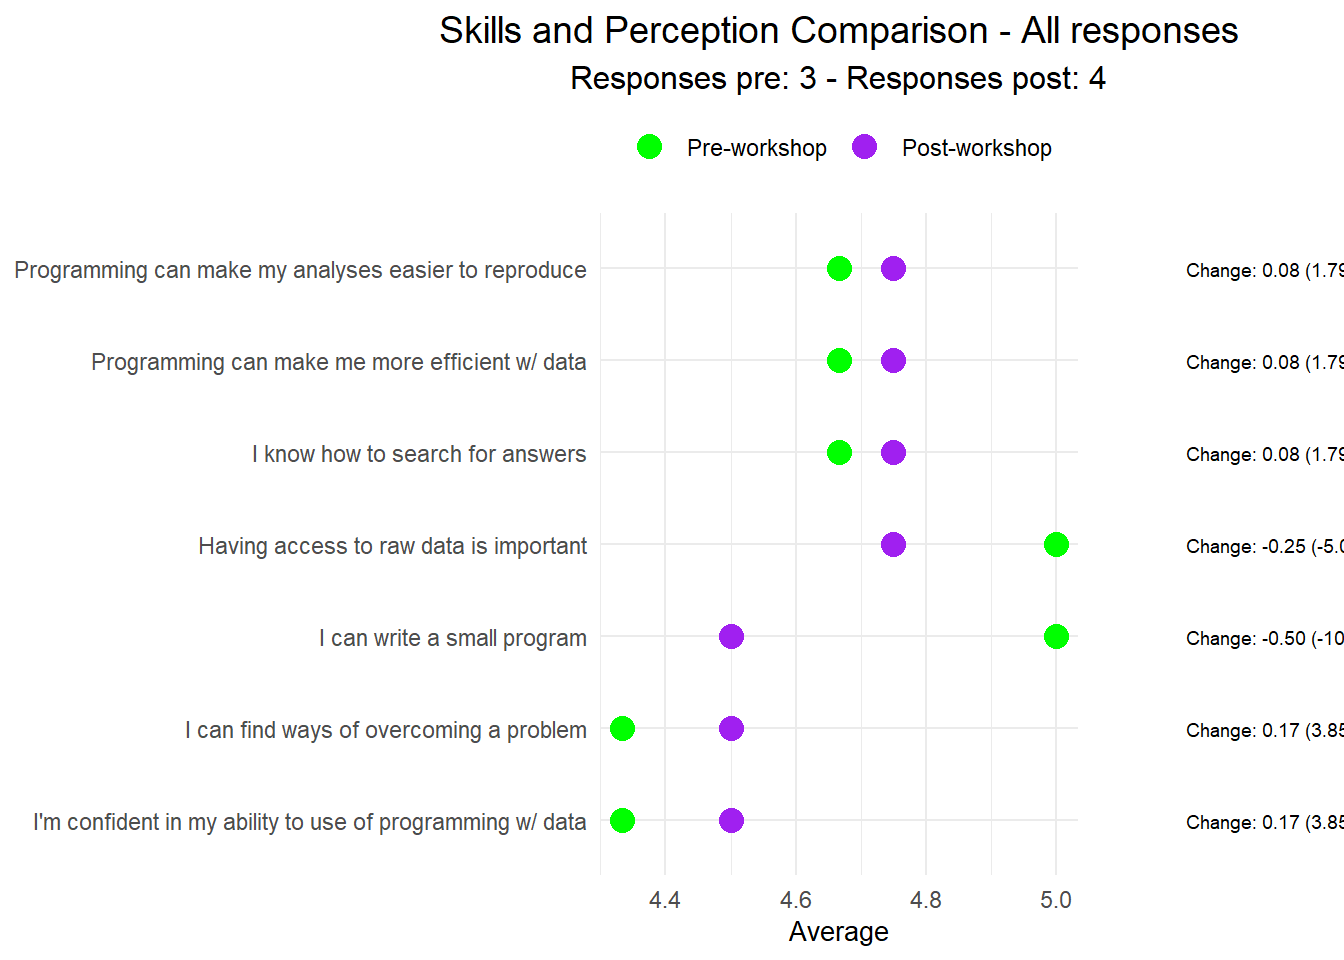 Skills and Perception Comparison - All responses
Responses pre: 3 - Responses post: 4
Pre-workshop Post-workshop
Programming can make my analyses easier to reproduce Change: 0.08 (1.79
Programming can make me more efficient w/ data Change: 0.08 (1.79
I know how to search for answers Change: 0.08 (1.79
Having access to raw data is important Change: -0.25 (-5.0
I can write a small program Change: -0.50 (-10
I can find ways of overcoming a problem Change: 0.17 (3.85
I'm confident in my ability to use of programming w/ data Change: 0.17 (3.85
4.4 4.6 4.8 5.0
Average